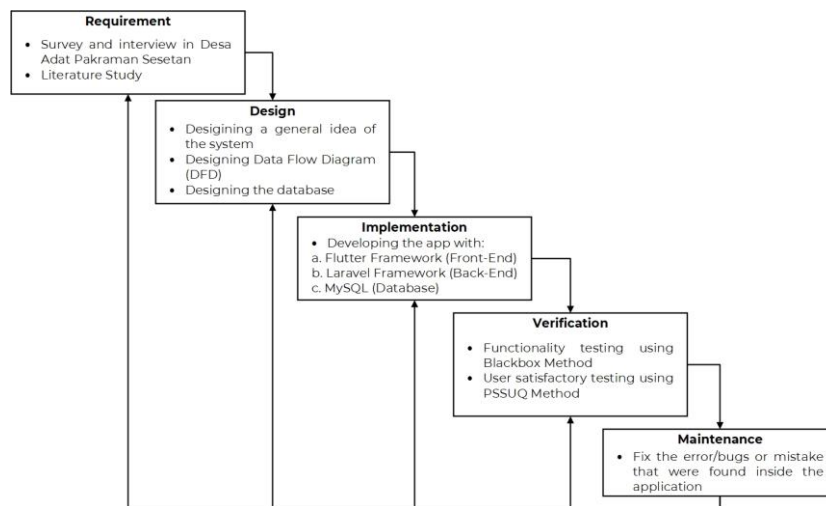 Requirement
• Survey and interview in Desa
Adat Pakraman Sesetan
• Literature Study
Design
• Desigining a general idea of
the system
• Designing Data Flow Diagram
(DFD)
• Designing the database
Implementation
• Developing the app with:
a. Flutter Framework (Front-End)
b. Laravel Framework (Back-End)
c. MySQL (Database)
Verification
• Functionality testing using
Blackbox Method
• User satisfactory testing using
PSSUQ Method
Maintenance
• Fix the error/bugs or mistake
that were found inside the
application